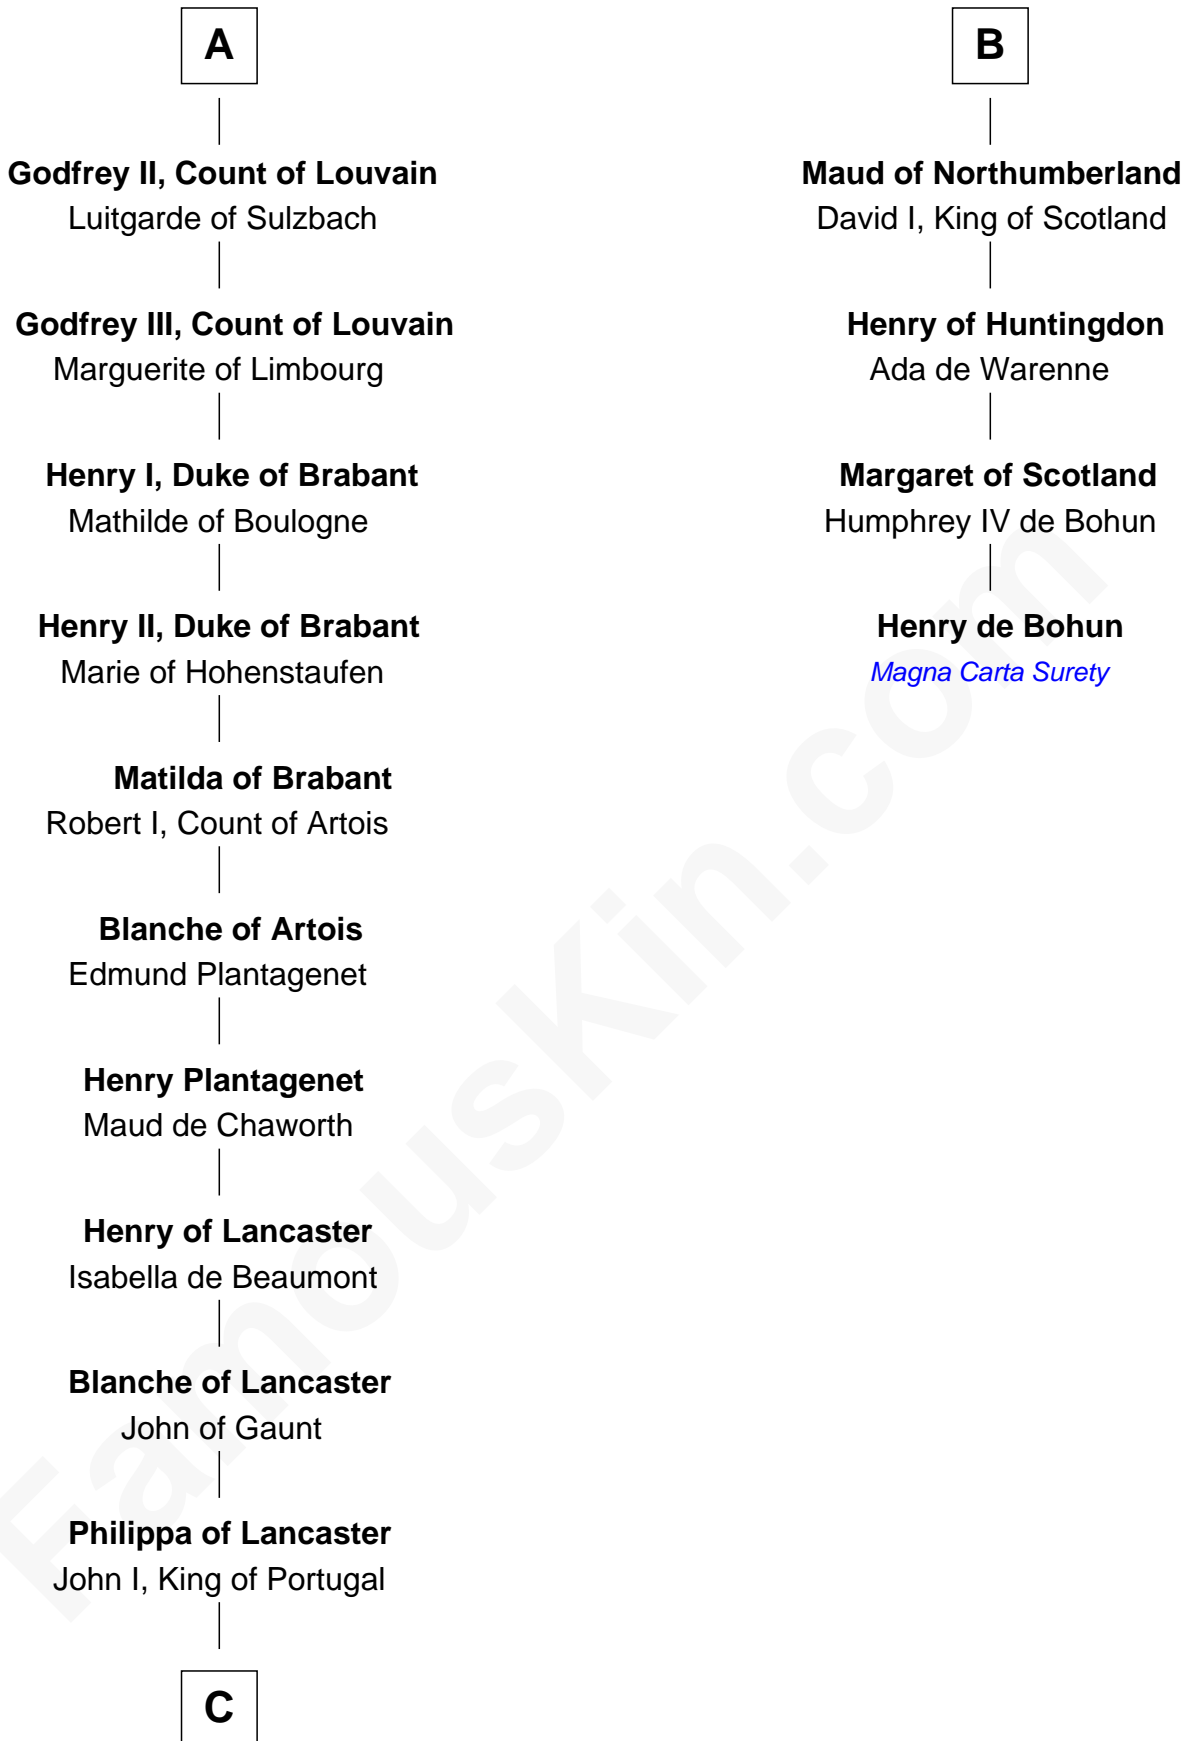 A
Godfrey II, Count of Louvain
Luitgarde of Sulzbach
Godfrey III, Count of Louvain
Marguerite of Limbourg
Henry I, Duke of Brabant
Mathilde of Boulogne
Henry II, Duke of Brabant
Marie of Hohenstaufen
Matilda of Brabant
Robert I, Count of Artois
Blanche of Artois
Edmund Plantagenet
Henry Plantagenet
Maud de Chaworth
Henry of Lancaster
Isabella de Beaumont
Blanche of Lancaster
John of Gaunt
Philippa of Lancaster
John I, King of Portugal
C
B
Maud of Northumberland
David I, King of Scotland
Henry of Huntingdon
Ada de Warenne
Margaret of Scotland
Humphrey IV de Bohun
Henry de Bohun
Magna Carta Surety
FamousKin.com